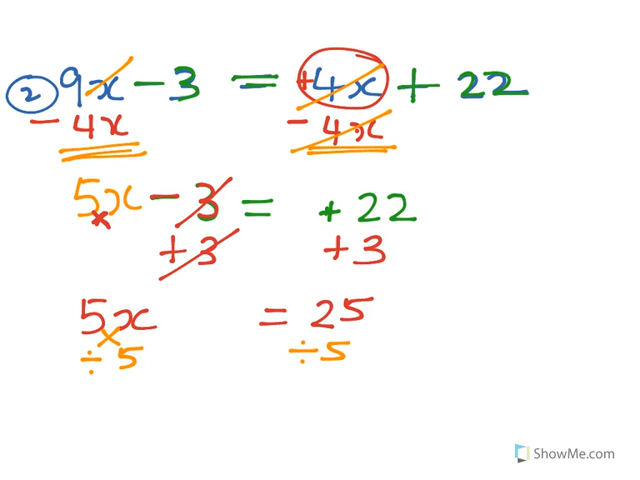 ② 9x - 3 = +4x + 22
- 4x - 4x
5x - 3 = + 22
x
+ 3 + 3
5x = 25
x
÷ 5 ÷ 5
ShowMe.com